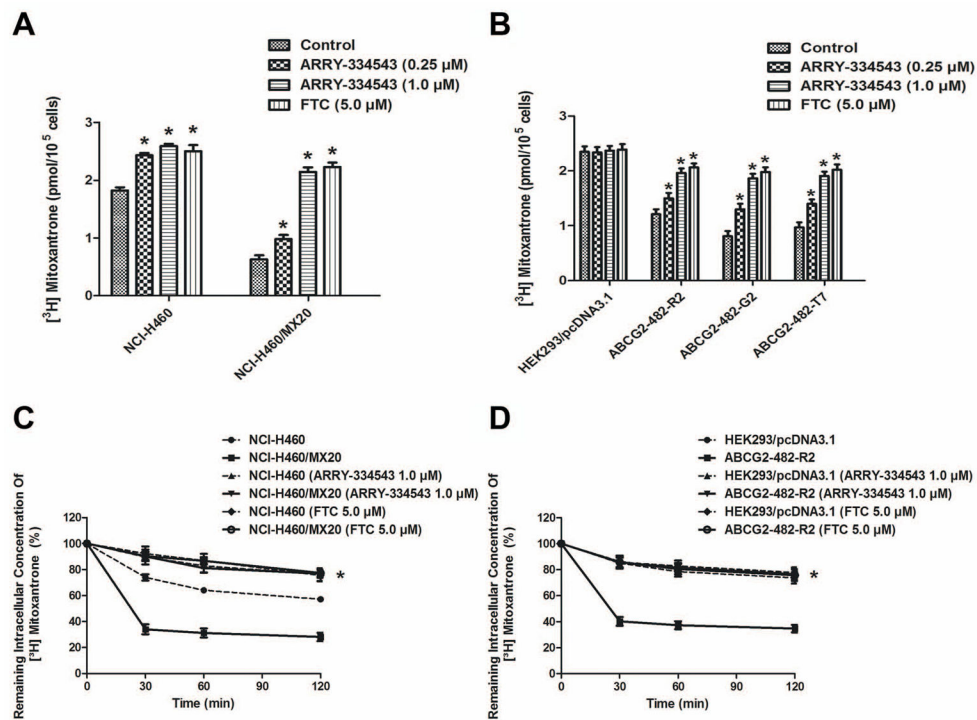 A
Control
ARRY-334543 (0.25 µM)
ARRY-334543 (1.0 µM)
FTC (5.0 µM)
[³H] Mitoxantrone (pmol/10⁵ cells)
3
2
1
0
* * *
* * *
NCI-H460
NCI-H460/MX20
B
Control
ARRY-334543 (0.25 µM)
ARRY-334543 (1.0 µM)
FTC (5.0 µM)
[³H] Mitoxantrone (pmol/10⁵ cells)
3
2
1
0
* * *
* * *
* * *
HEK293/pcDNA3.1
ABCG2-482-R2
ABCG2-482-G2
ABCG2-482-T7
C
NCI-H460
NCI-H460/MX20
NCI-H460 (ARRY-334543 1.0 µM)
NCI-H460/MX20 (ARRY-334543 1.0 µM)
NCI-H460 (FTC 5.0 µM)
NCI-H460/MX20 (FTC 5.0 µM)
Remaining Intracellular Concentration Of
[³H] Mitoxantrone (%)
120
100
80
60
40
20
0
*
0 30 60 90 120
Time (min)
D
HEK293/pcDNA3.1
ABCG2-482-R2
HEK293/pcDNA3.1 (ARRY-334543 1.0 µM)
ABCG2-482-R2 (ARRY-334543 1.0 µM)
HEK293/pcDNA3.1 (FTC 5.0 µM)
ABCG2-482-R2 (FTC 5.0 µM)
Remaining Intracellular Concentration Of
[³H] Mitoxantrone (%)
120
100
80
60
40
20
0
*
0 30 60 90 120
Time (min)